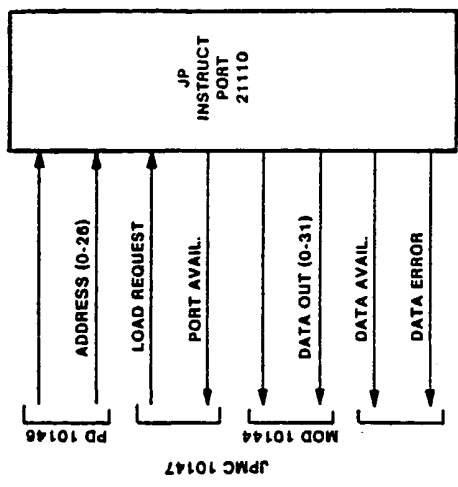 JP
INSTRUCT
PORT
21110
ADDRESS (0-26)
LOAD REQUEST
PORT AVAIL.
DATA OUT (0-31)
DATA AVAIL.
DATA ERROR
PD 10146
MOD 10144
JPMC 10147